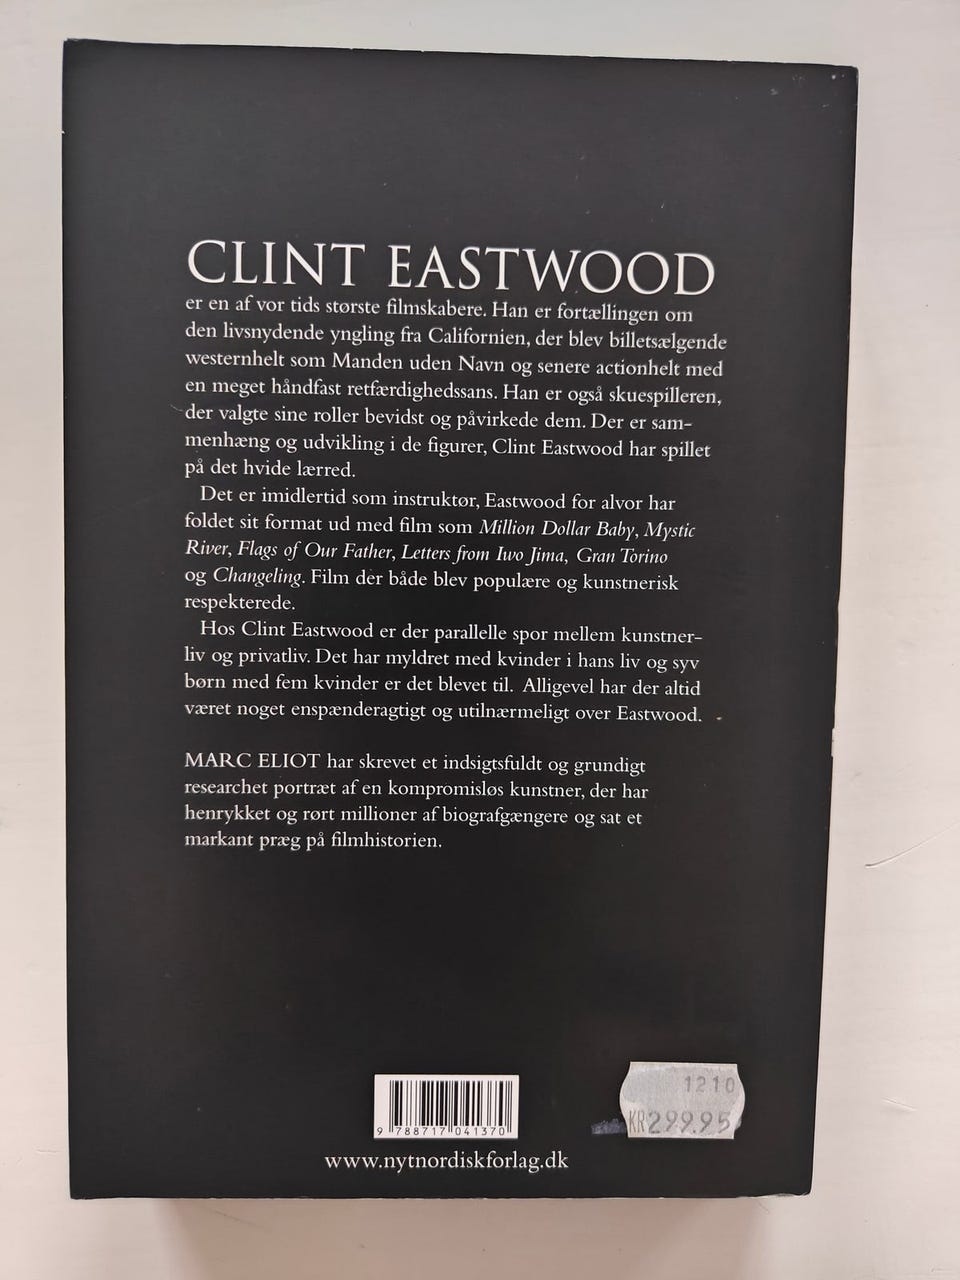 CLINT EASTWOOD
er en af vor tids største filmskabere. Han er fortællingen om
den livsnydende yngling fra Californien, der blev billetsælgende
westernhelt som Manden uden Navn og senere actionhelt med
en meget håndfast retfærdighedssans. Han er også skuespilleren,
der valgte sine roller bevidst og påvirkede dem. Der er sam-
menhæng og udvikling i de figurer, Clint Eastwood har spillet
på det hvide lærred.
Det er imidlertid som instruktør, Eastwood for alvor har
foldet sit format ud med film som Million Dollar Baby, Mystic
River, Flags of Our Father, Letters from Iwo Jima, Gran Torino
og Changeling. Film der både blev populære og kunstnerisk
respekterede.
Hos Clint Eastwood er der parallelle spor mellem kunstner-
liv og privatliv. Det har myldret med kvinder i hans liv og syv
børn med fem kvinder er det blevet til. Alligevel har der altid
været noget enspænderagtigt og utilnærmeligt over Eastwood.
MARC ELIOT har skrevet et indsigtsfuldt og grundigt
researchet portræt af en kompromisløs kunstner, der har
henrykket og rørt millioner af biografgængere og sat et
markant præg på filmhistorien.
1210
KR299.95
9 788717 041370
www.nytnordiskforlag.dk